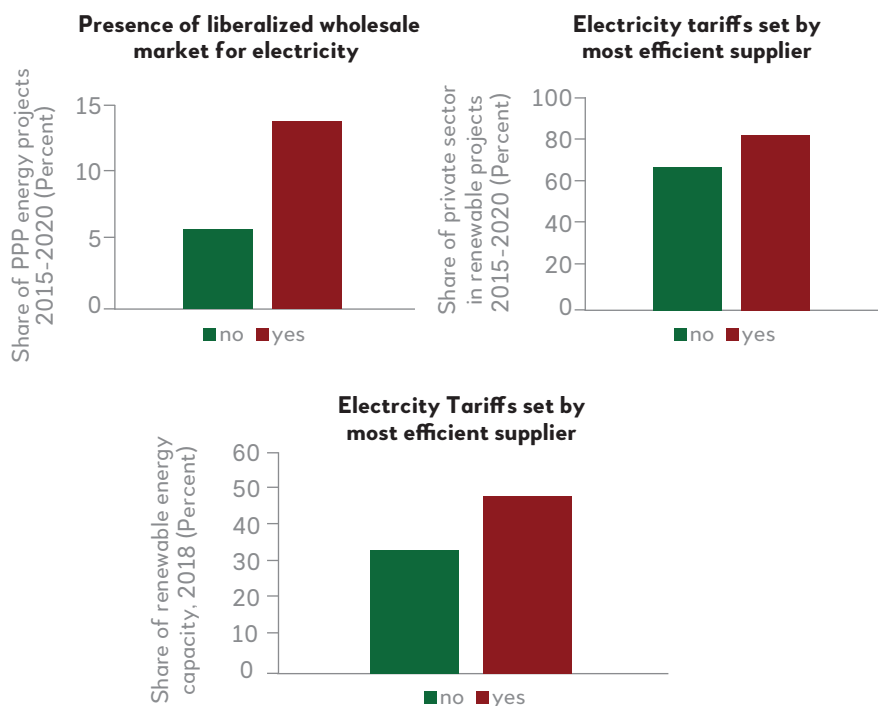 Presence of liberalized wholesale
market for electricity
Share of PPP energy projects
2015-2020 (Percent)
15
10
5
0
no yes
Electricity tariffs set by
most efficient supplier
Share of private sector
in renewable projects
2015-2020 (Percent)
100
80
60
40
20
0
no yes
Electrcity Tariffs set by
most efficient supplier
Share of renewable energy
capacity, 2018 (Percent)
60
50
40
30
20
10
0
no yes